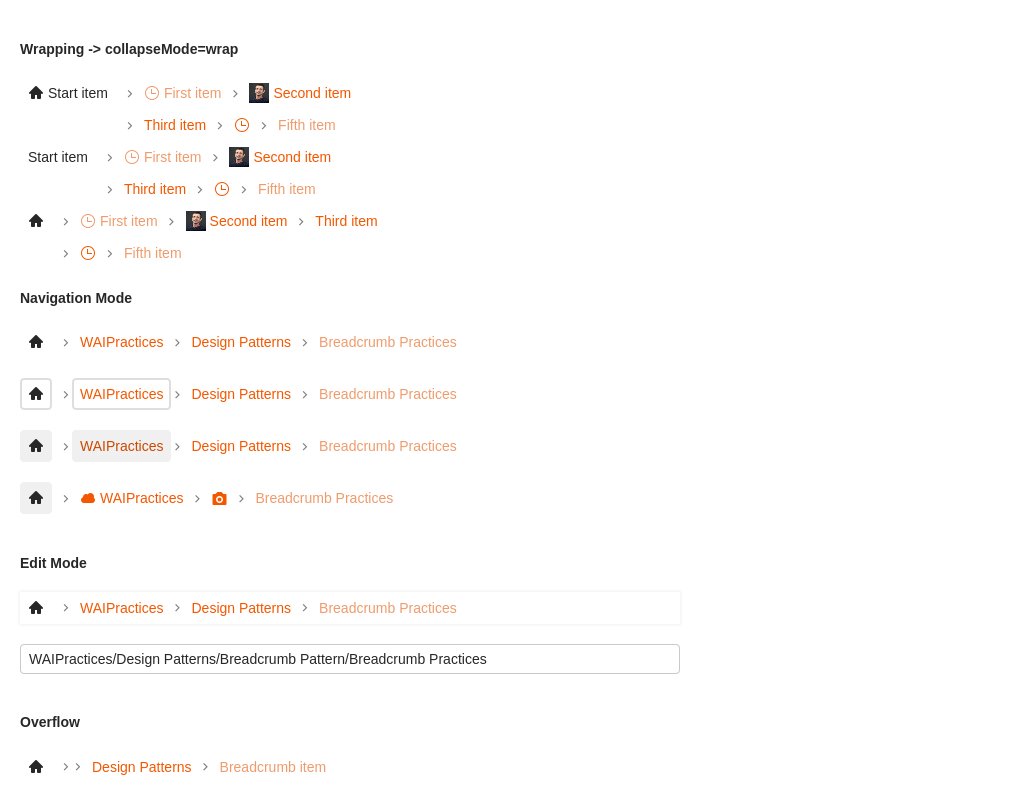 Wrapping -> collapseMode=wrap
Start item > First item > Second item
> Third item > > Fifth item
Start item > First item > Second item
> Third item > > Fifth item
> First item > Second item > Third item
> > Fifth item
Navigation Mode
> WAIPractices > Design Patterns > Breadcrumb Practices
> WAIPractices > Design Patterns > Breadcrumb Practices
> WAIPractices > Design Patterns > Breadcrumb Practices
> WAIPractices > > Breadcrumb Practices
Edit Mode
> WAIPractices > Design Patterns > Breadcrumb Practices
WAIPractices/Design Patterns/Breadcrumb Pattern/Breadcrumb Practices
Overflow
> > Design Patterns > Breadcrumb item